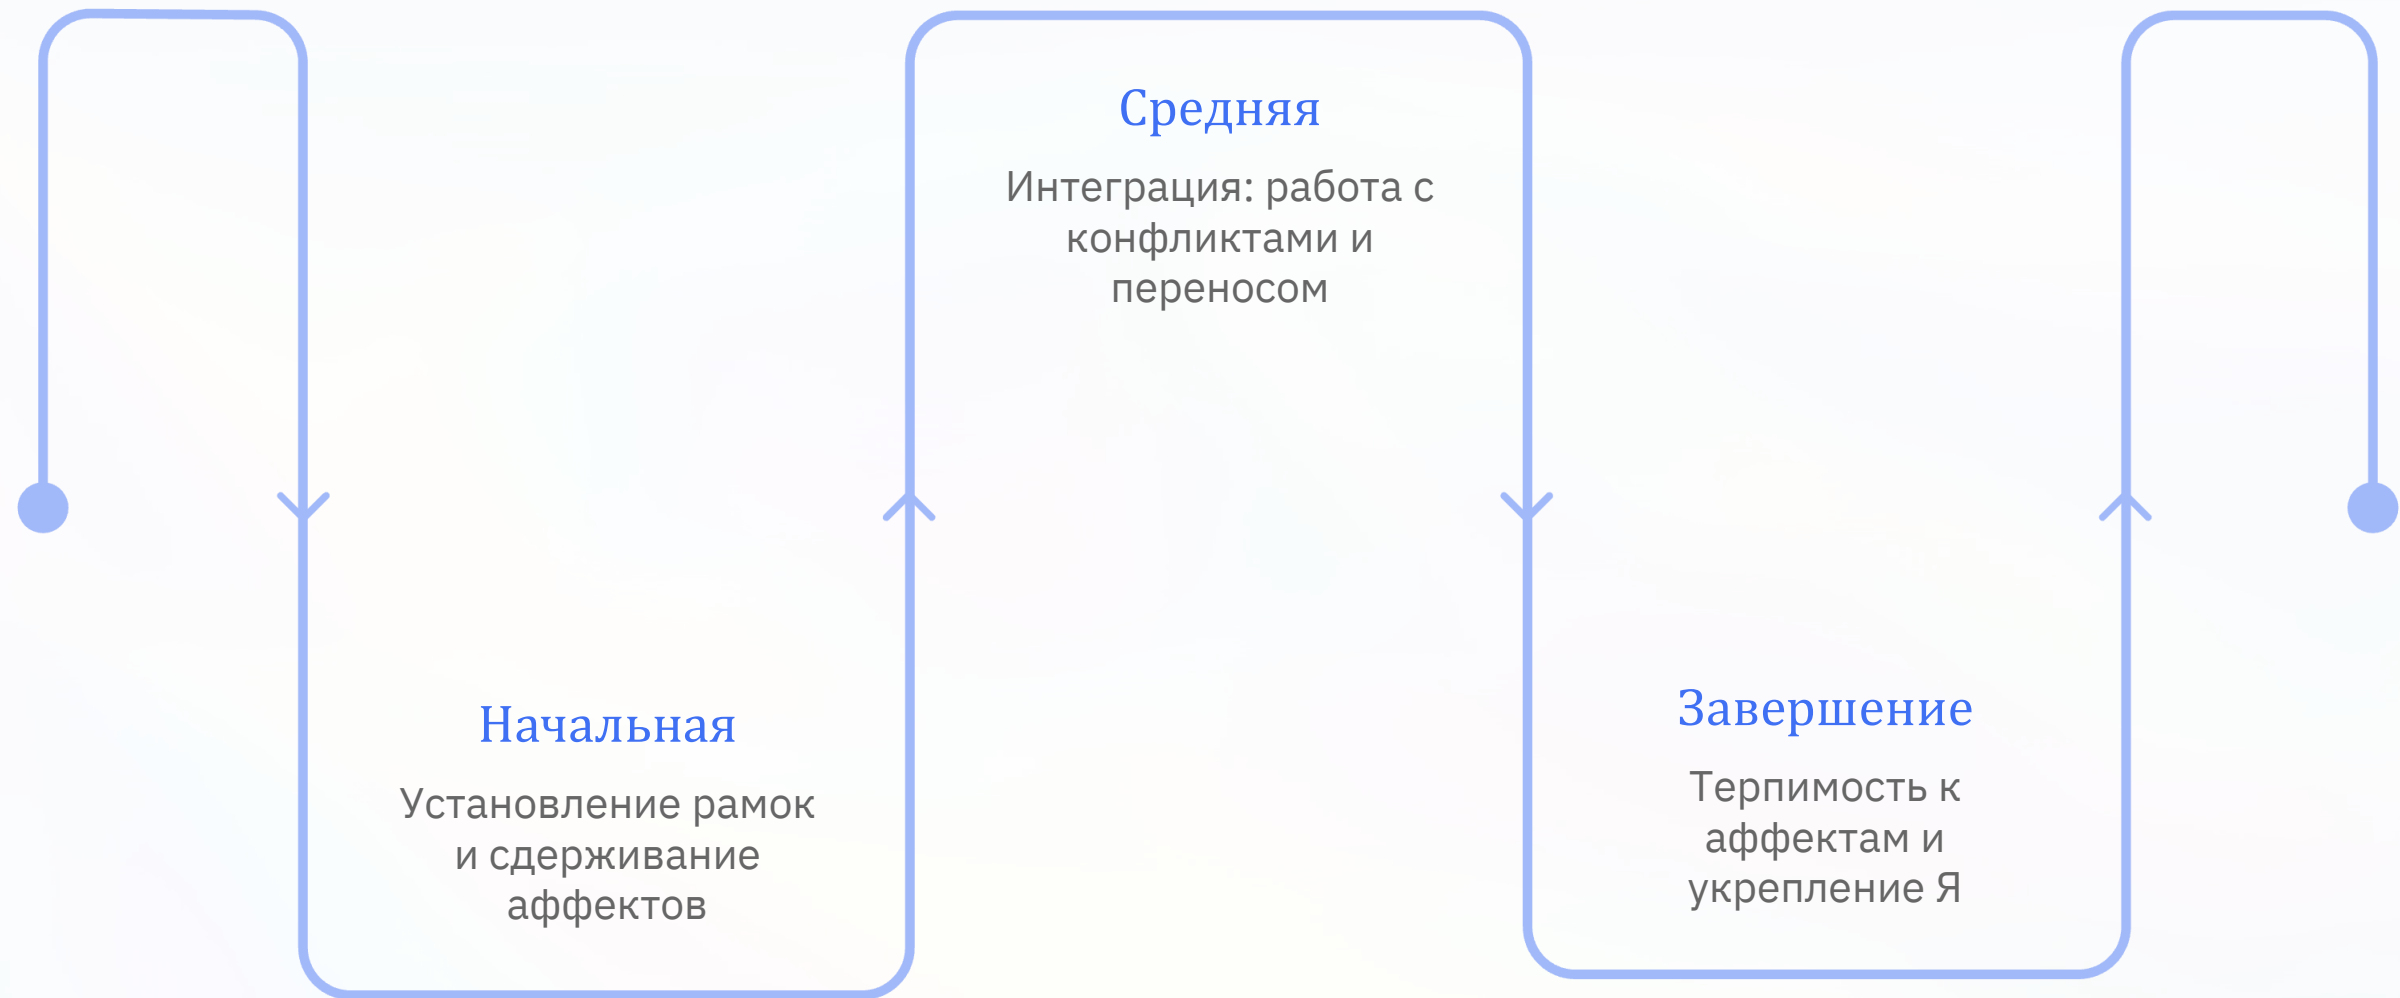 Начальная
Установление рамок
и сдерживание
аффектов
Средняя
Интеграция: работа с
конфликтами и
переносом
Завершение
Терпимость к
аффектам и
укрепление Я